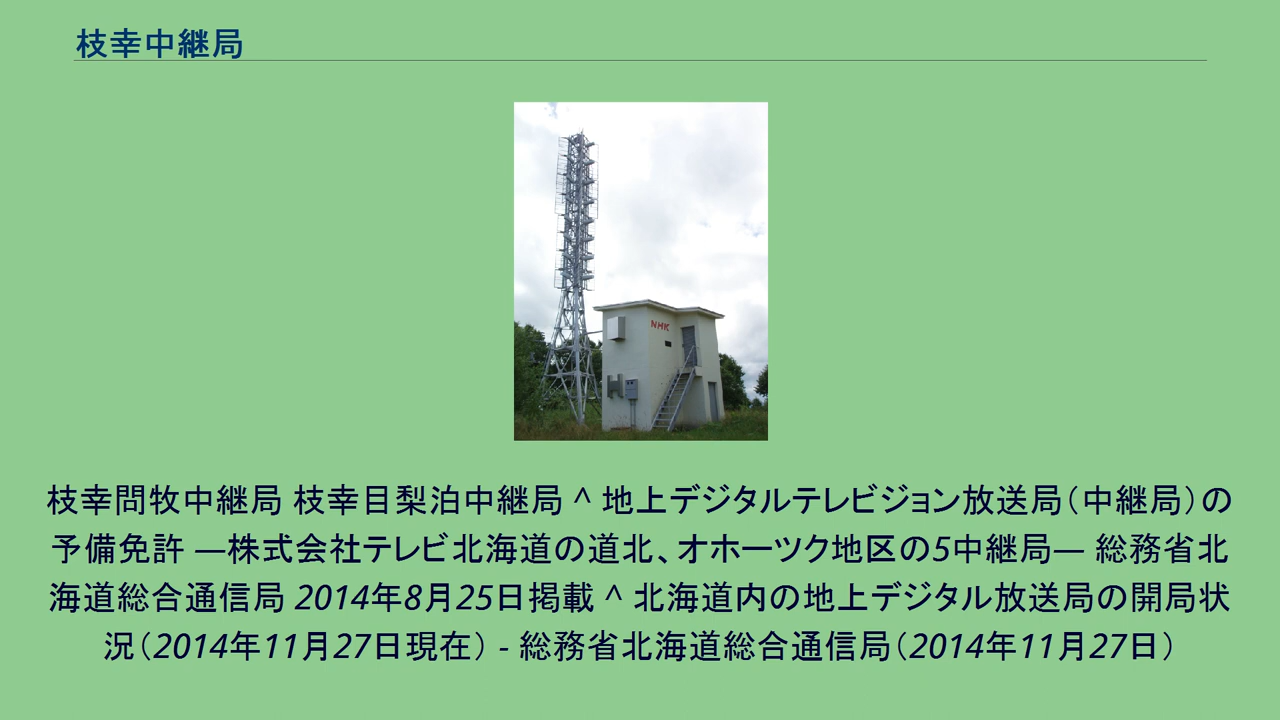 枝幸中継局
NHK
H
枝幸問牧中継局 枝幸目梨泊中継局 ^ 地上デジタルテレビジョン放送局（中継局）の
予備免許 —株式会社テレビ北海道の道北、オホーツク地区の5中継局— 総務省北
海道総合通信局 2014年8月25日掲載 ^ 北海道内の地上デジタル放送局の開局状
況（2014年11月27日現在） - 総務省北海道総合通信局（2014年11月27日）